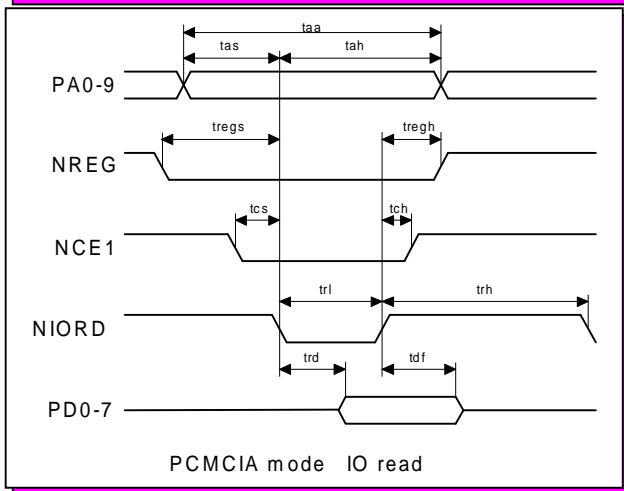 taa
tas tah
PA0-9
tregs tregh
NREG
tcs tch
NCE1
trl trh
NIORD
trd tdf
PD0-7
PCMCIA mode IO read